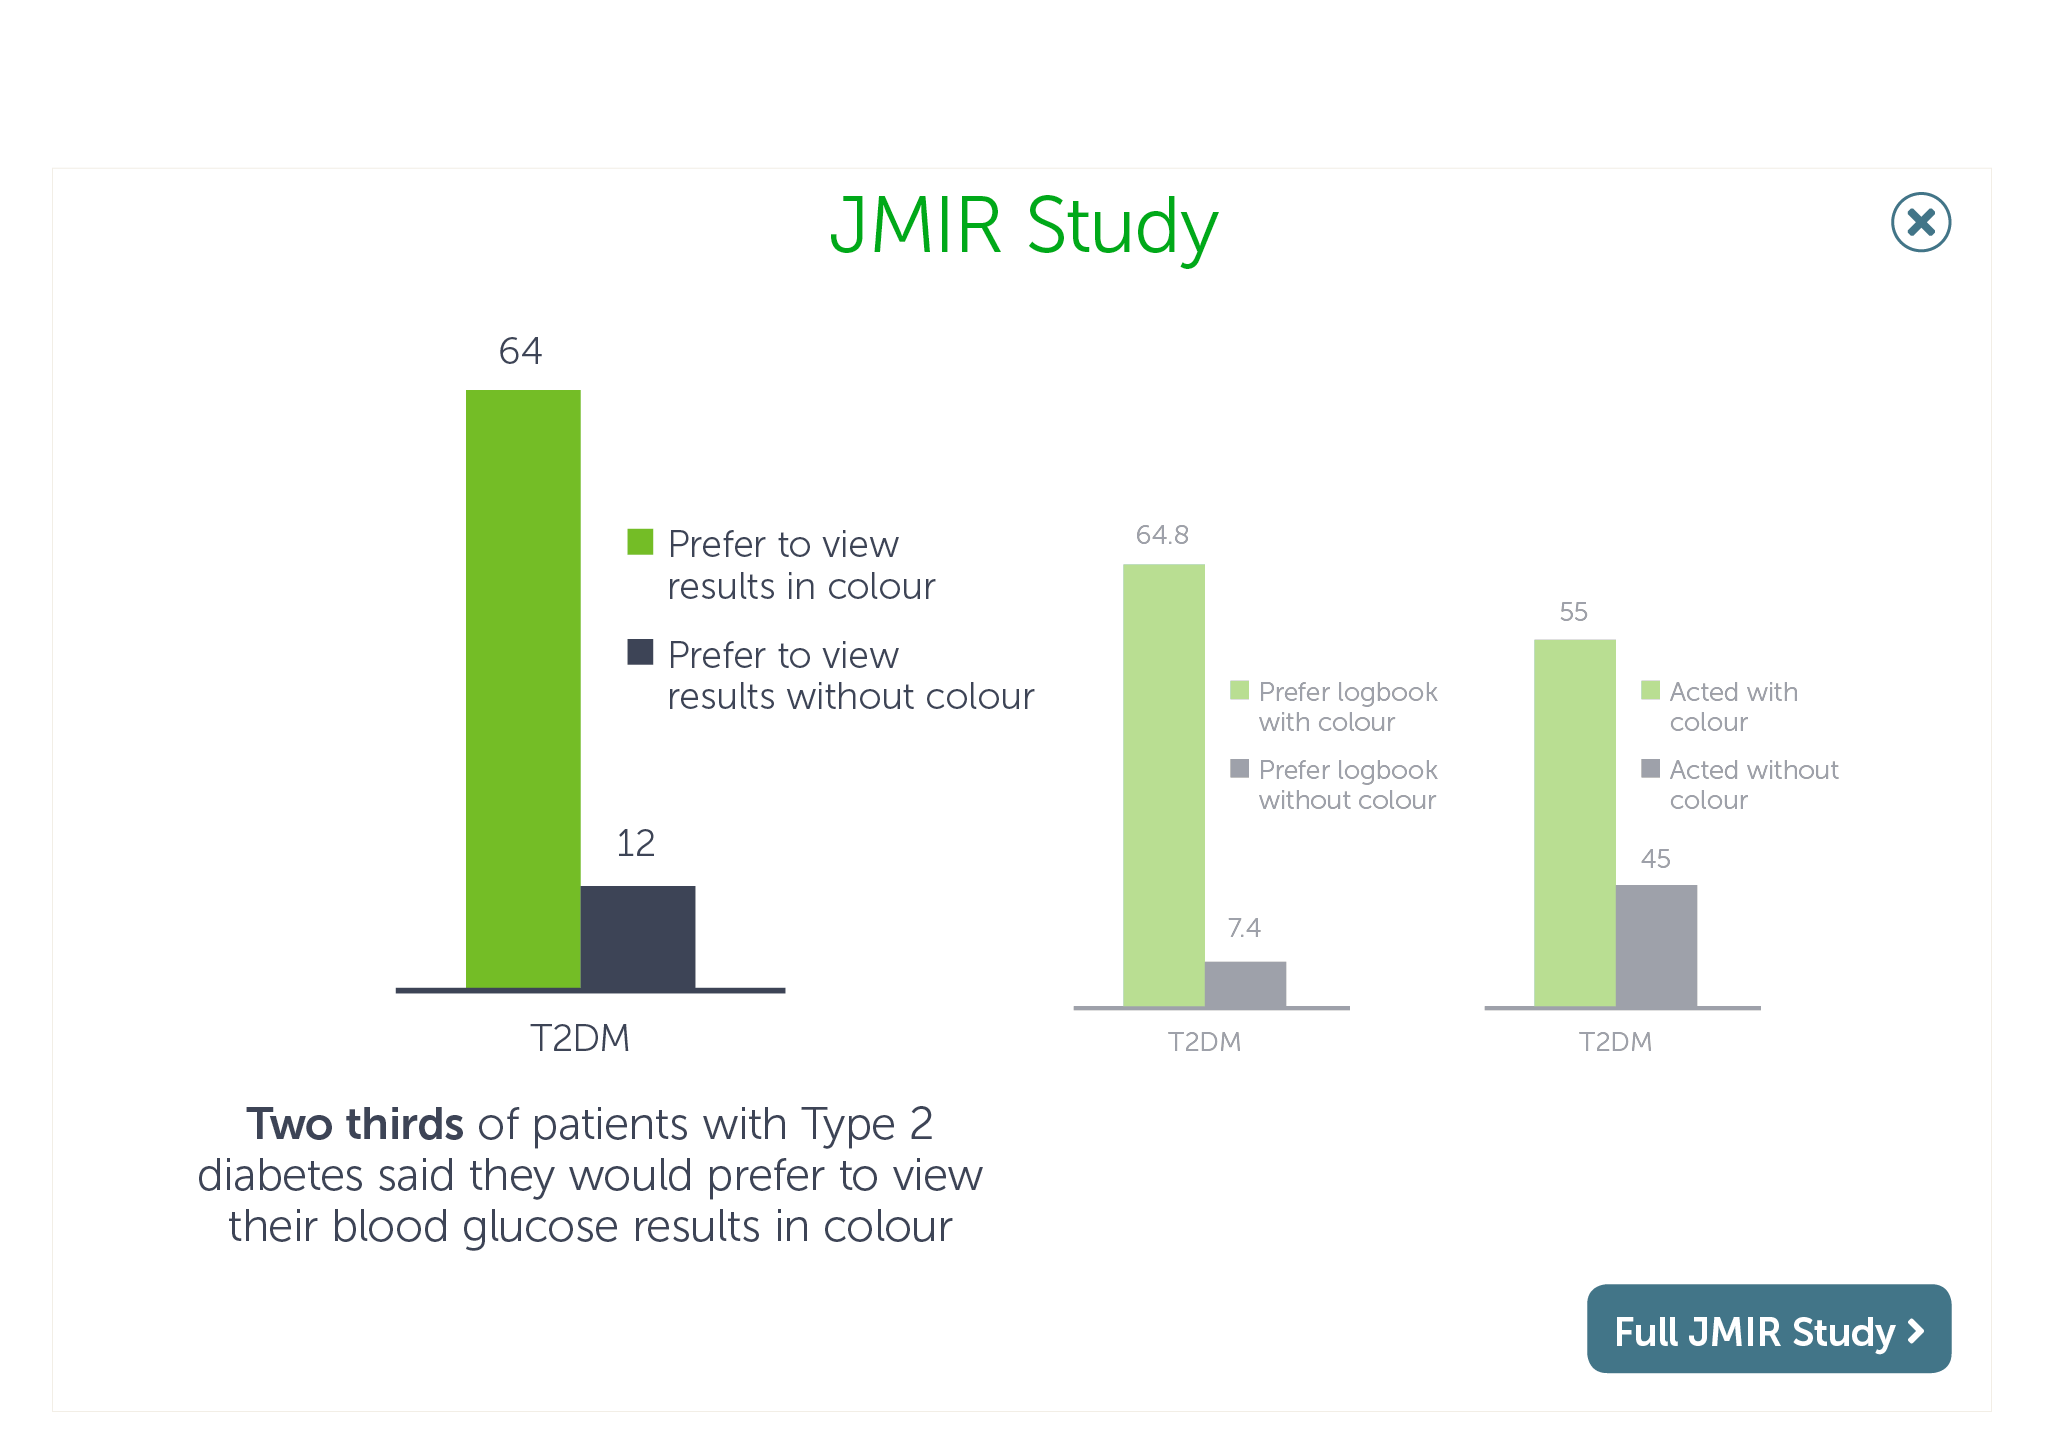 JMIR Study
64
Prefer to view
results in colour
Prefer to view
results without colour
12
T2DM
64.8
Prefer logbook
with colour
Prefer logbook
without colour
7.4
T2DM
55
Acted with
colour
Acted without
colour
45
T2DM
Two thirds of patients with Type 2
diabetes said they would prefer to view
their blood glucose results in colour
Full JMIR Study